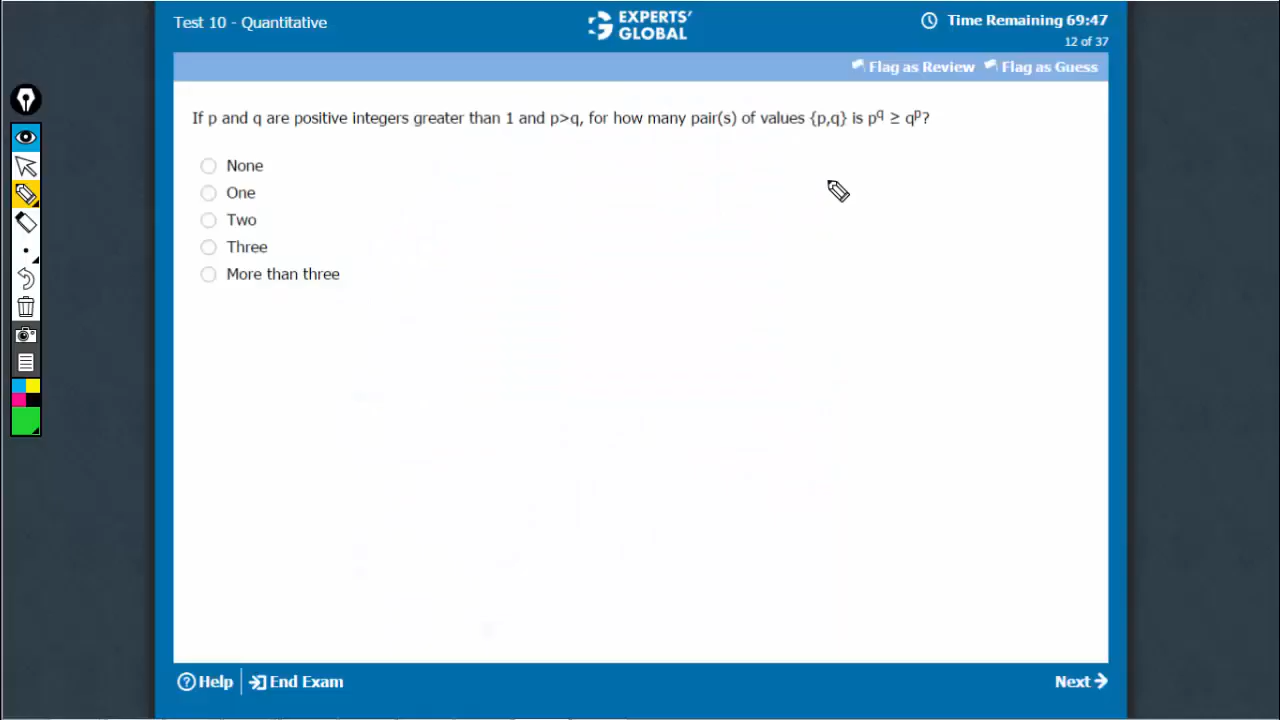 Test 10 - Quantitative
EXPERTS'
GLOBAL
Time Remaining 69:47
12 of 37
Flag as Review
Flag as Guess
If p and q are positive integers greater than 1 and p>q, for how many pair(s) of values {p,q} is p^q ≥ q^p?
None
One
Two
Three
More than three
Help
End Exam
Next